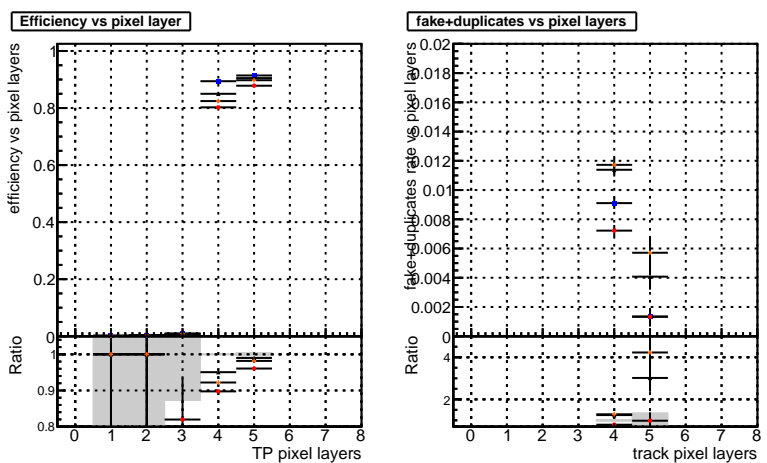 Efficiency vs pixel layer
efficiency vs pixel layers
1
0.8
0.6
0.4
0.2
0
Ratio
1
0.9
0.8
0 1 2 3 4 5 6 7 8
TP pixel layers
fake+duplicates vs pixel layers
fake+duplicates rate vs pixel layers
0.02
0.018
0.016
0.014
0.012
0.01
0.008
0.006
0.004
0.002
0
Ratio
4
2
0 1 2 3 4 5 6 7 8
track pixel layers